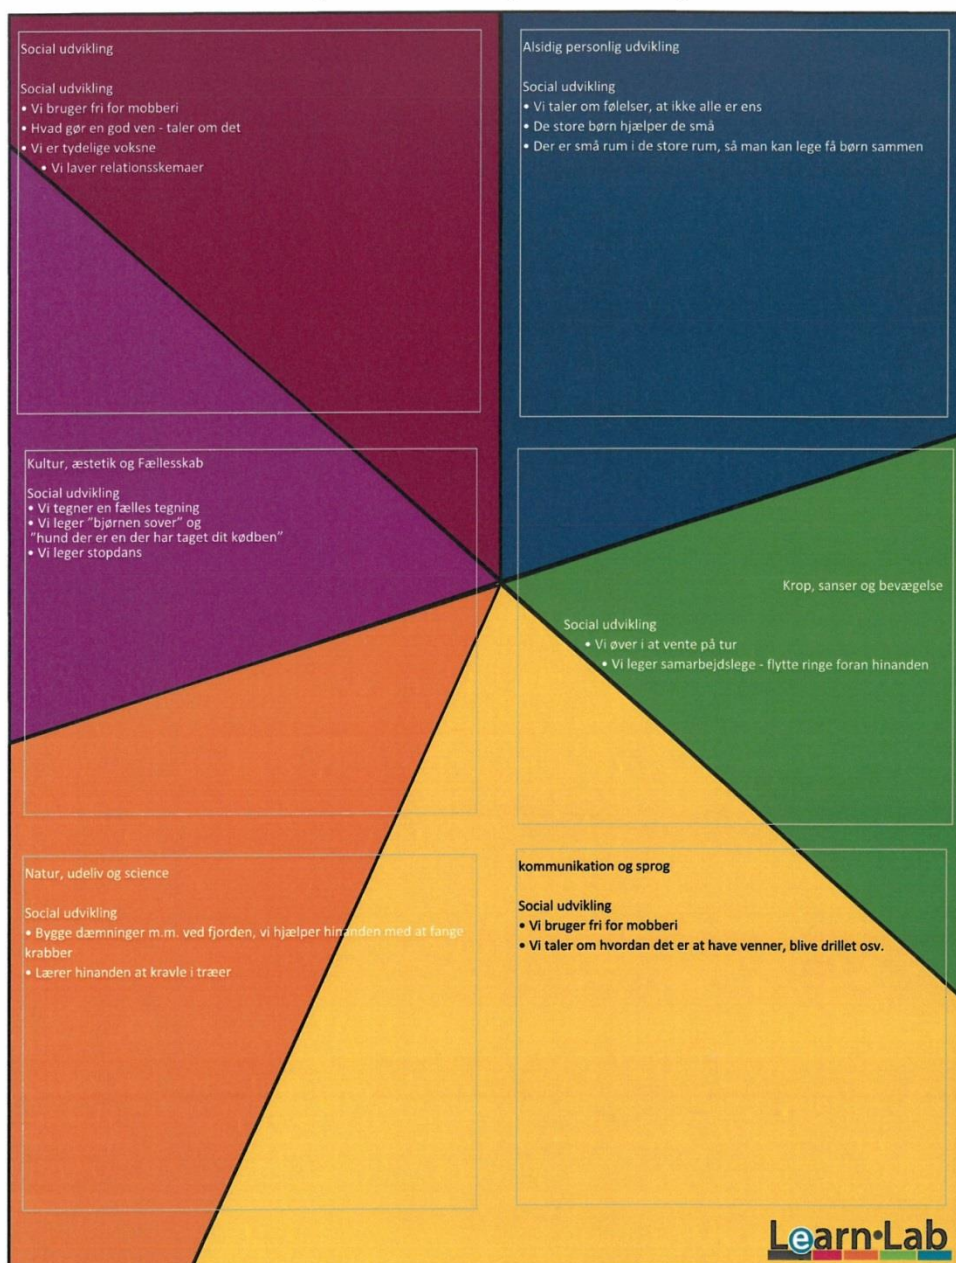 Social udvikling
Social udvikling
• Vi bruger fri for mobberi
• Hvad gør en god ven - taler om det
• Vi er tydelige voksne
• Vi laver relationsskemaer
Alsidig personlig udvikling
Social udvikling
• Vi taler om følelser, at ikke alle er ens
• De store børn hjælper de små
• Der er små rum i de store rum, så man kan lege få børn sammen
Kultur, æstetik og Fællesskab
Social udvikling
• Vi tegner en fælles tegning
• Vi leger "bjørnen sover" og
"hund der er en der har taget dit kødben"
• Vi leger stopdans
Krop, sanser og bevægelse
Social udvikling
• Vi øver i at vente på tur
• Vi leger samarbejdslege - flytte ringe foran hinanden
Natur, udeliv og science
Social udvikling
• Bygge dæmninger m.m. ved fjorden, vi hjælper hinanden med at fange
krabber
• Lærer hinanden at kravle i træer
kommunikation og sprog
Social udvikling
• Vi bruger fri for mobberi
• Vi taler om hvordan det er at have venner, blive drillet osv.
Learn•Lab